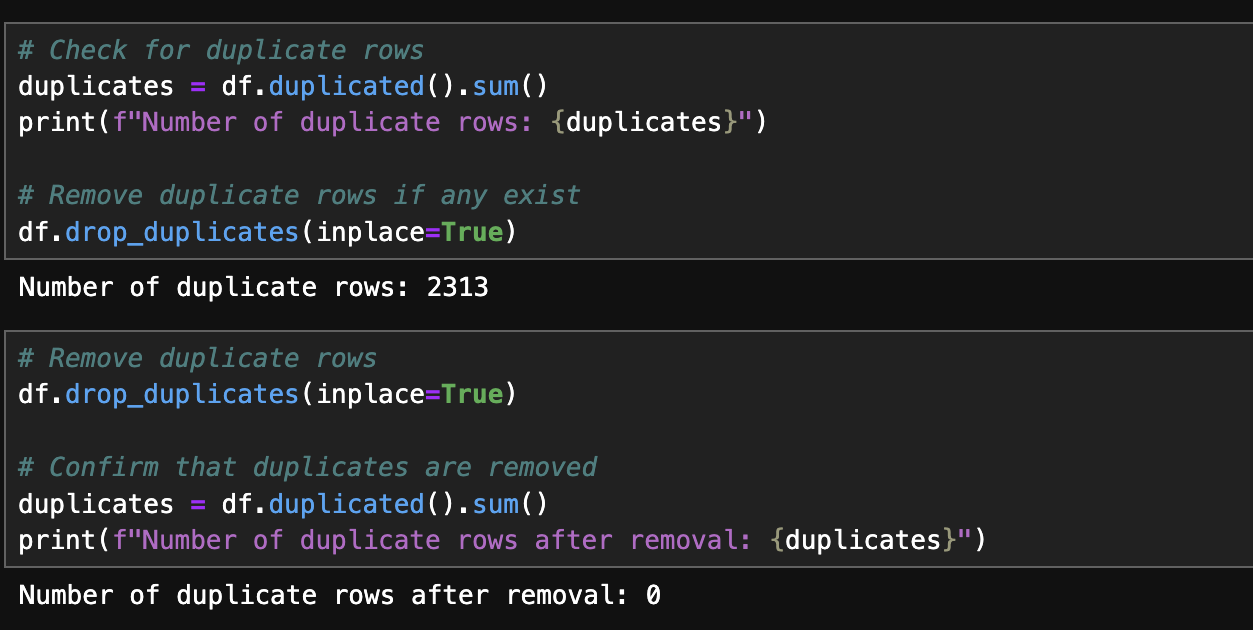 # Check for duplicate rows
duplicates = df.duplicated().sum()
print(f"Number of duplicate rows: {duplicates}")
# Remove duplicate rows if any exist
df.drop_duplicates(inplace=True)
Number of duplicate rows: 2313
# Remove duplicate rows
df.drop_duplicates(inplace=True)
# Confirm that duplicates are removed
duplicates = df.duplicated().sum()
print(f"Number of duplicate rows after removal: {duplicates}")
Number of duplicate rows after removal: 0